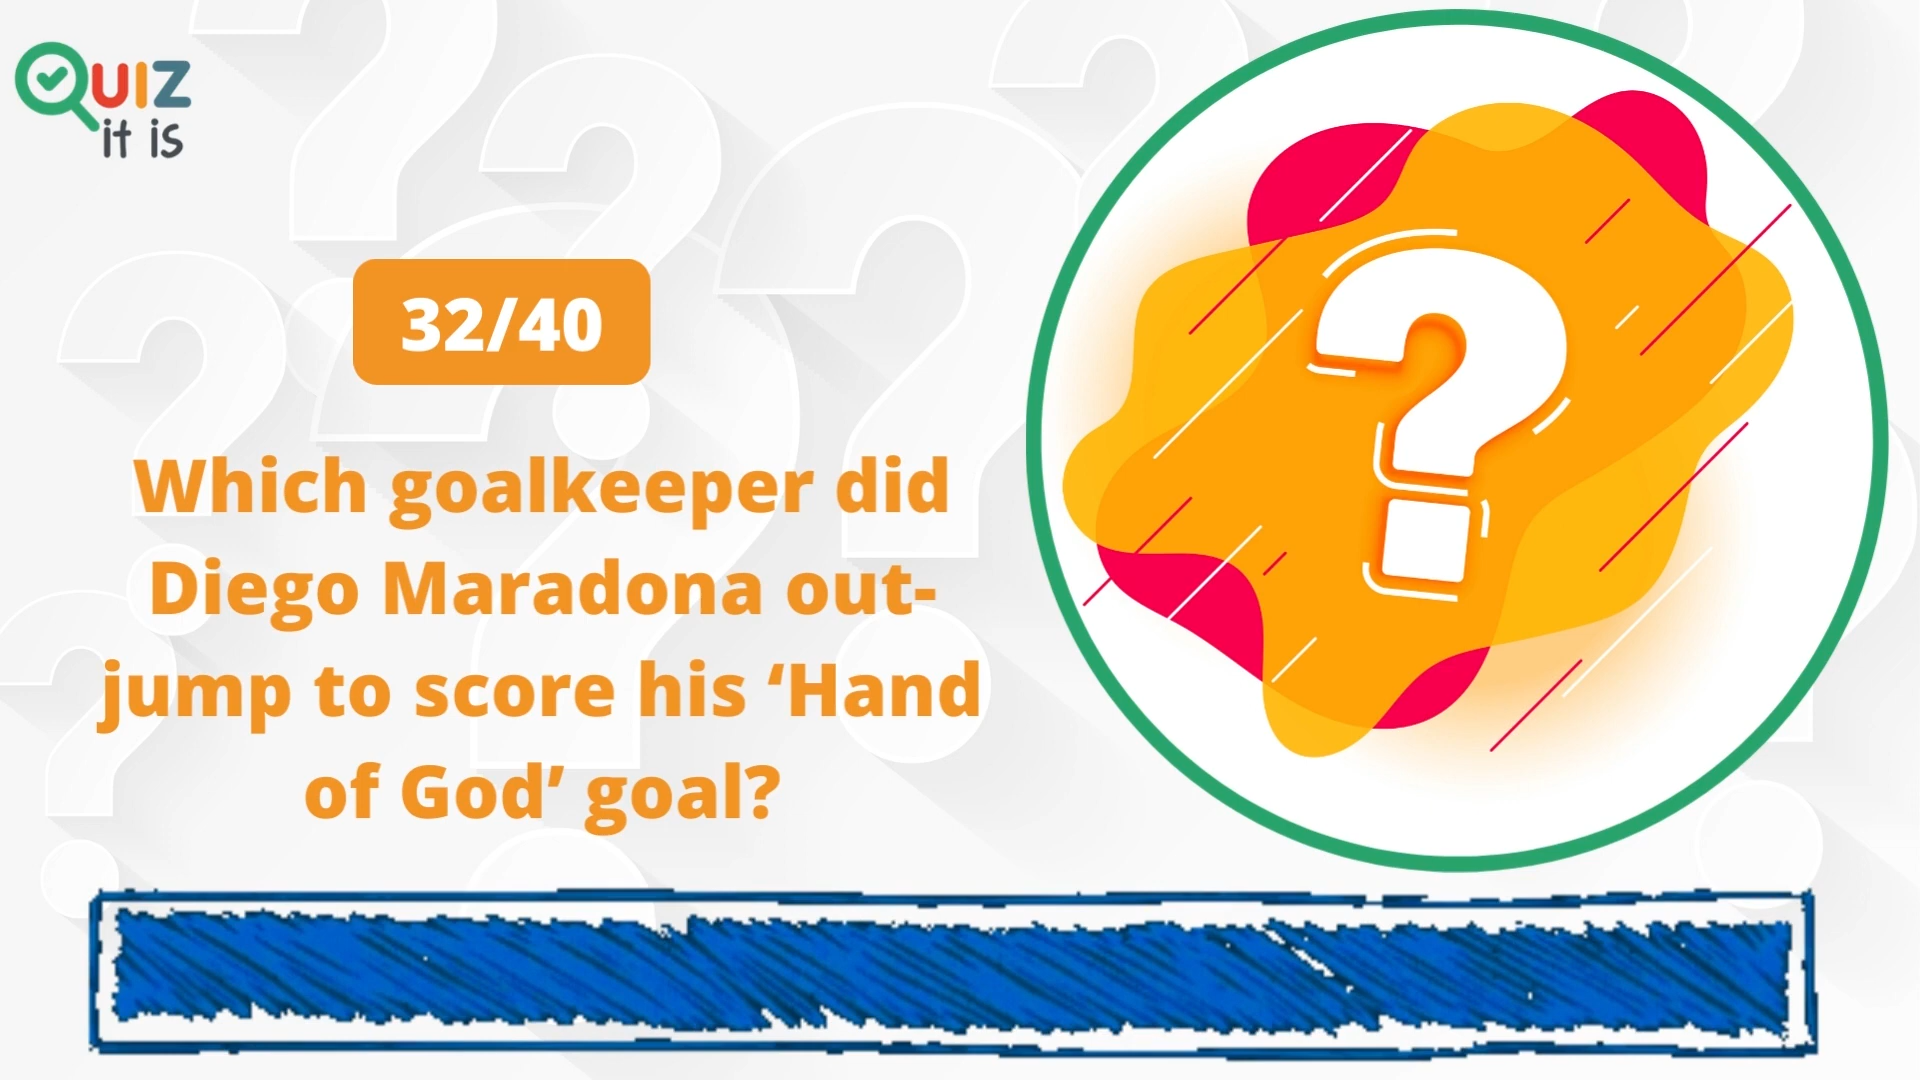 QUIZ
it is
32/40
Which goalkeeper did
Diego Maradona out-
jump to score his ‘Hand
of God’ goal?